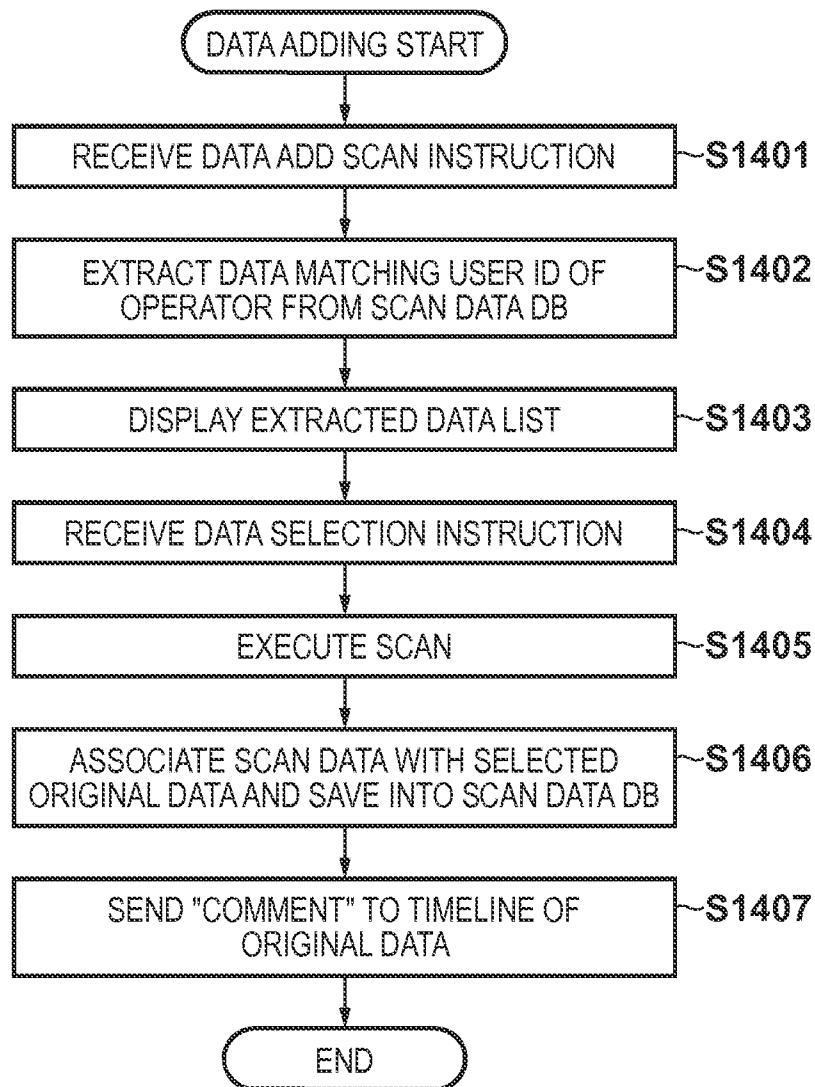 DATA ADDING START
RECEIVE DATA ADD SCAN INSTRUCTION
S1401
EXTRACT DATA MATCHING USER ID OF
OPERATOR FROM SCAN DATA DB
S1402
DISPLAY EXTRACTED DATA LIST
S1403
RECEIVE DATA SELECTION INSTRUCTION
S1404
EXECUTE SCAN
S1405
ASSOCIATE SCAN DATA WITH SELECTED
ORIGINAL DATA AND SAVE INTO SCAN DATA DB
S1406
SEND "COMMENT" TO TIMELINE OF
ORIGINAL DATA
S1407
END